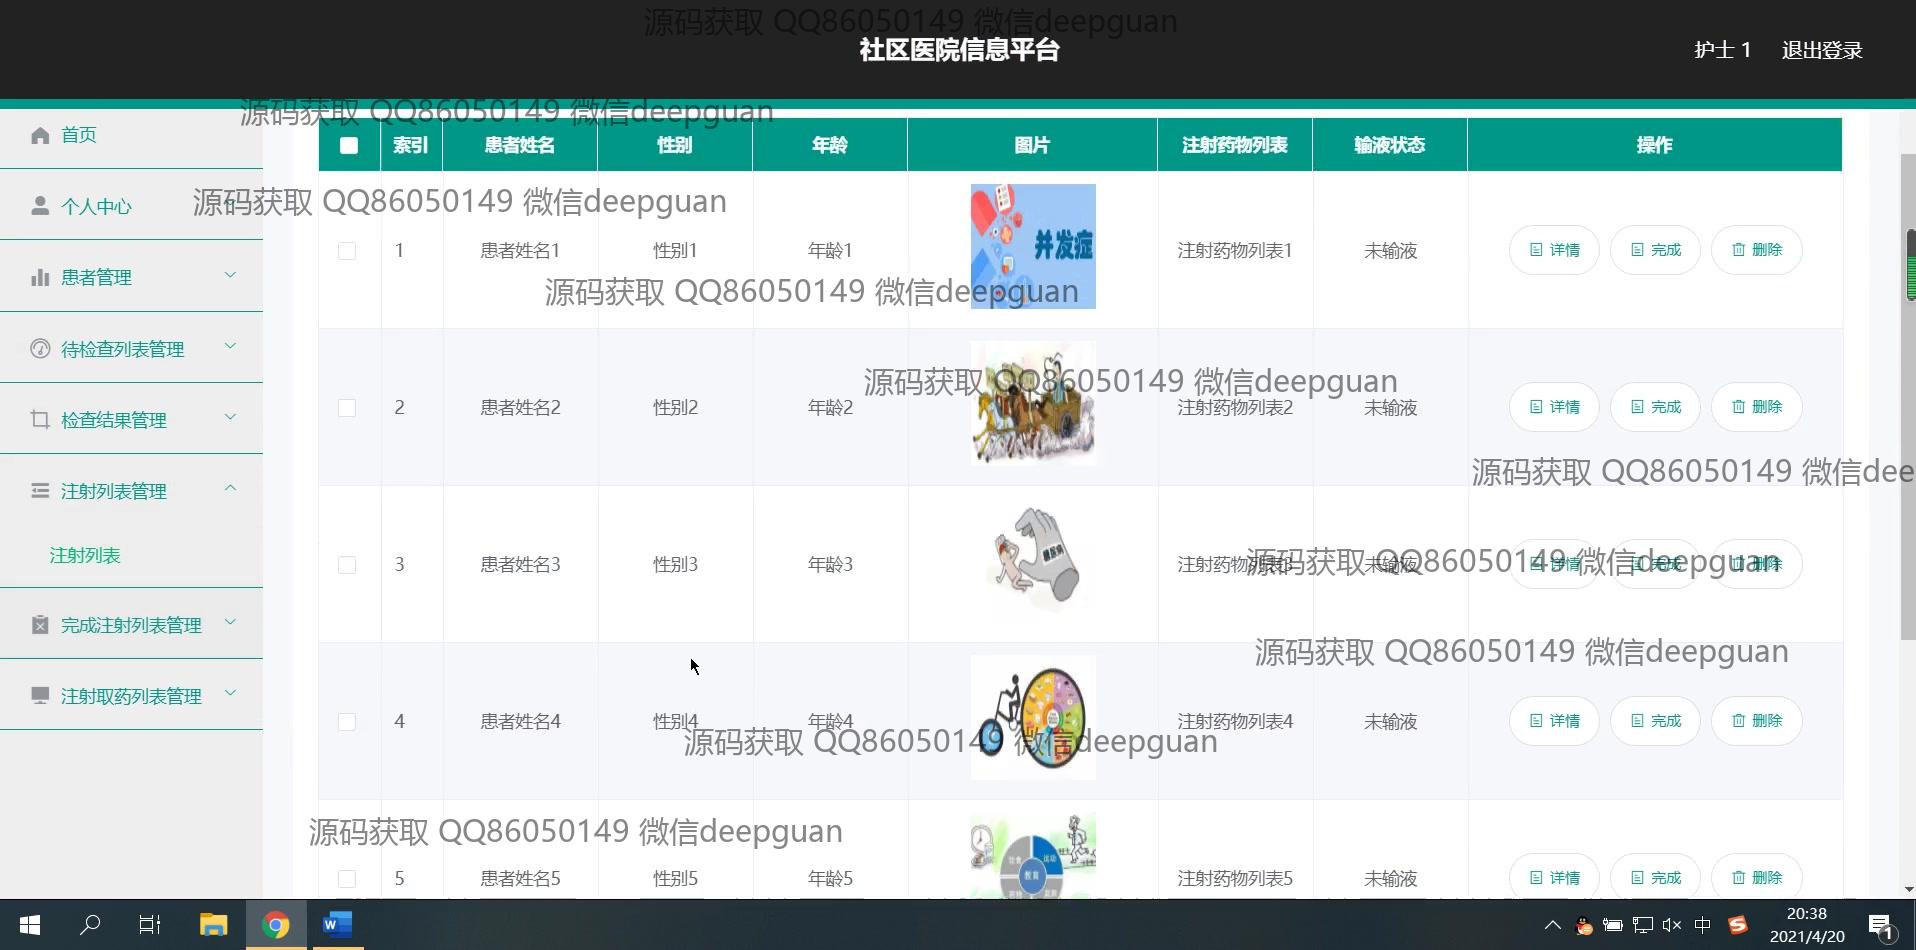 源码获取 QQ86050149 微信deepguan
社区医院信息平台
护士 1 退出登录
源码获取 QQ86050149 微信deepguan
首页
索引 患者姓名 性别 年龄 图片 注射药物列表 输液状态 操作
源码获取 QQ86050149 微信deepguan
个人中心
1 患者姓名1 性别1 年龄1 并发症 注射药物列表1 未输液 详情 完成 删除
患者管理
源码获取 QQ86050149 微信deepguan
待检查列表管理
源码获取 QQ86050149 微信deepguan
2 患者姓名2 性别2 年龄2 注射药物列表2 未输液 详情 完成 删除
检查结果管理
源码获取 QQ86050149 微信dee
注射列表管理
注射列表
3 患者姓名3 性别3 年龄3 糖尿病 注射药物列表3 未输液 详情 完成 删除
源码获取 QQ86050149 微信deepguan
完成注射列表管理
源码获取 QQ86050149 微信deepguan
注射取药列表管理
4 患者姓名4 性别4 年龄4 注射药物列表4 未输液 详情 完成 删除
源码获取 QQ86050149 微信deepguan
源码获取 QQ86050149 微信deepguan
5 患者姓名5 性别5 年龄5 教育 运动 注射药物列表5 未输液 详情 完成 删除
中 20:38
2021/4/20 1